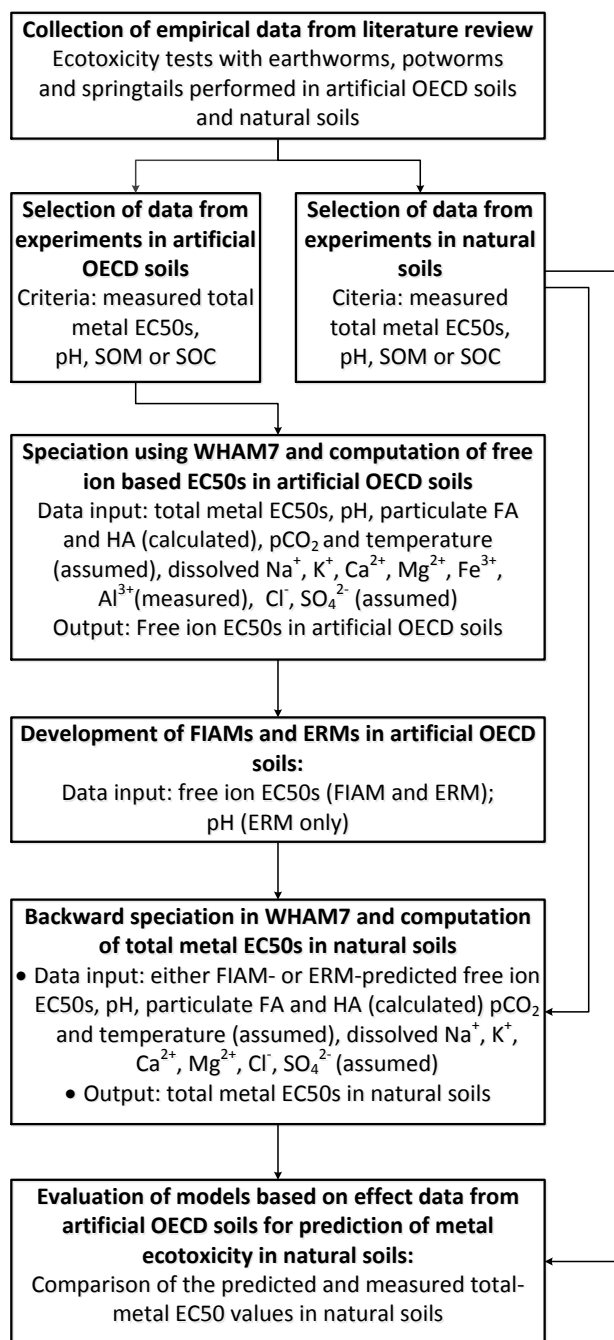 Collection of empirical data from literature review
Ecotoxicity tests with earthworms, potworms
and springtails performed in artificial OECD soils
and natural soils
Selection of data from
experiments in artificial
OECD soils
Criteria: measured total
metal EC50s,
pH, SOM or SOC
Selection of data from
experiments in natural
soils
Citeria: measured
total metal EC50s,
pH, SOM or SOC
Speciation using WHAM7 and computation of free
ion based EC50s in artificial OECD soils
Data input: total metal EC50s, pH, particulate FA
and HA (calculated), pCO₂ and temperature
(assumed), dissolved Na⁺, K⁺, Ca²⁺, Mg²⁺, Fe³⁺,
Al³⁺(measured), Cl⁻, SO₄²⁻ (assumed)
Output: Free ion EC50s in artificial OECD soils
Development of FIAMs and ERMs in artificial OECD
soils:
Data input: free ion EC50s (FIAM and ERM);
pH (ERM only)
Backward speciation in WHAM7 and computation
of total metal EC50s in natural soils
• Data input: either FIAM- or ERM-predicted free ion
EC50s, pH, particulate FA and HA (calculated) pCO₂
and temperature (assumed), dissolved Na⁺, K⁺,
Ca²⁺, Mg²⁺, Cl⁻, SO₄²⁻ (assumed)
• Output: total metal EC50s in natural soils
Evaluation of models based on effect data from
artificial OECD soils for prediction of metal
ecotoxicity in natural soils:
Comparison of the predicted and measured total-
metal EC50 values in natural soils